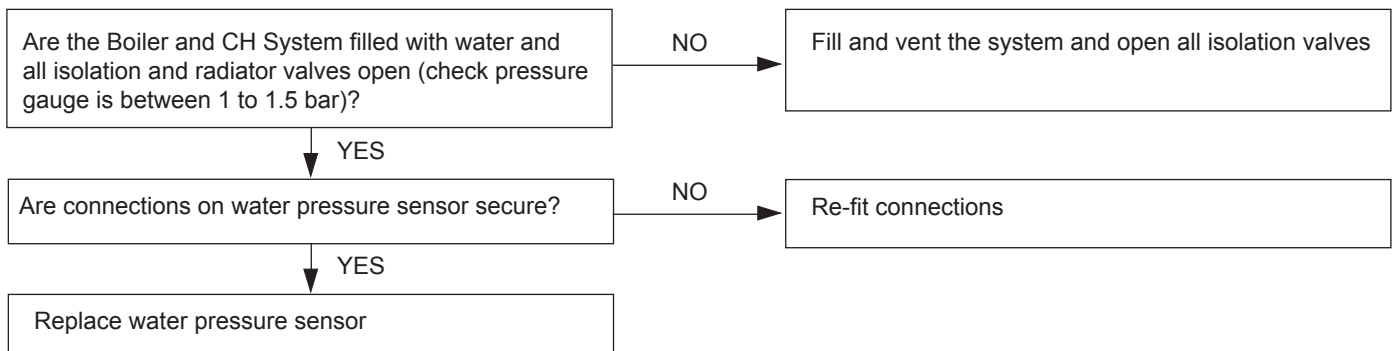 Are the Boiler and CH System filled with water and
all isolation and radiator valves open (check pressure
gauge is between 1 to 1.5 bar)?
NO
Fill and vent the system and open all isolation valves
YES
Are connections on water pressure sensor secure?
NO
Re-fit connections
YES
Replace water pressure sensor